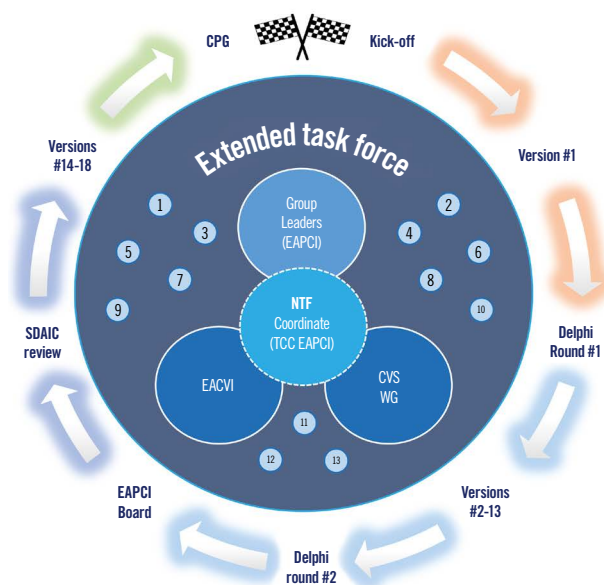 CPG
Kick-off
Extended task force
Versions
#14-18
Version #1
1
2
3
4
5
6
7
8
9
10
Group
Leaders
(EAPCI)
NTF
Coordinate
(TCC EAPCI)
SDAIC
review
Delphi
Round #1
EACVI
CVS
WG
11
12
13
EAPCI
Board
Versions
#2-13
Delphi
round #2